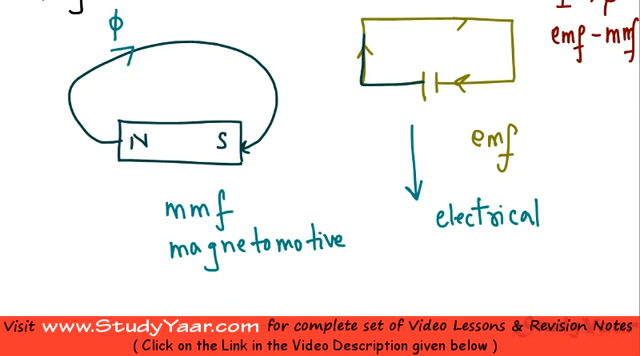 ϕ
emf - mmf
N S
emf
mmf
magnetomotive
electrical
Visit www.StudyYaar.com for complete set of Video Lessons & Revision Notes
( Click on the Link in the Video Description given below )